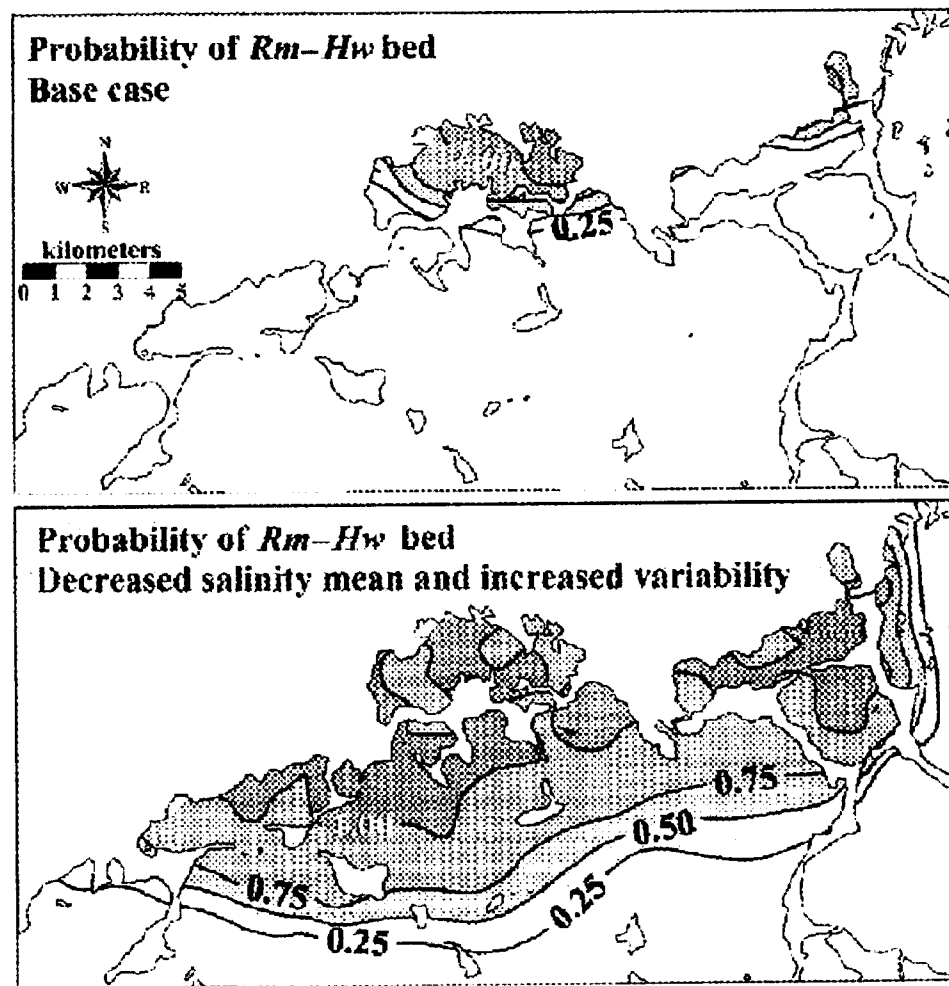 Probability of Rm-Hw bed
Base case
N
W
R
S
kilometers
0 1 2 3 4 5
0.25
Probability of Rm-Hw bed
Decreased salinity mean and increased variability
0.75
0.50
0.25
0.75
0.25